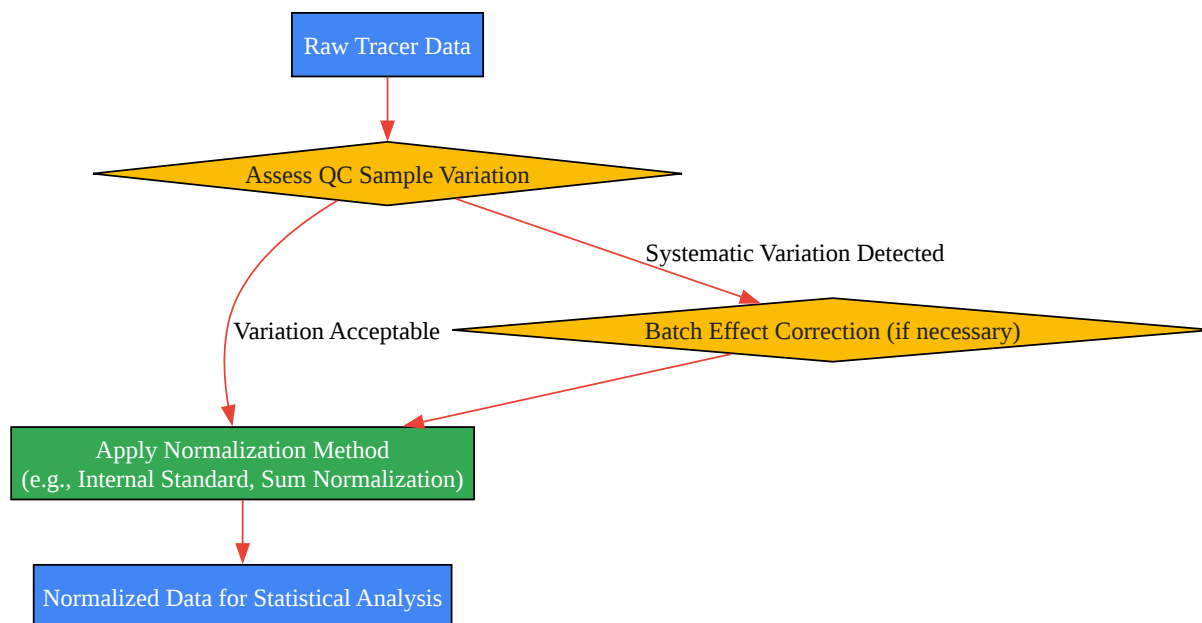 Raw Tracer Data
Assess QC Sample Variation
Systematic Variation Detected
Variation Acceptable
Batch Effect Correction (if necessary)
Apply Normalization Method
(e.g., Internal Standard, Sum Normalization)
Normalized Data for Statistical Analysis